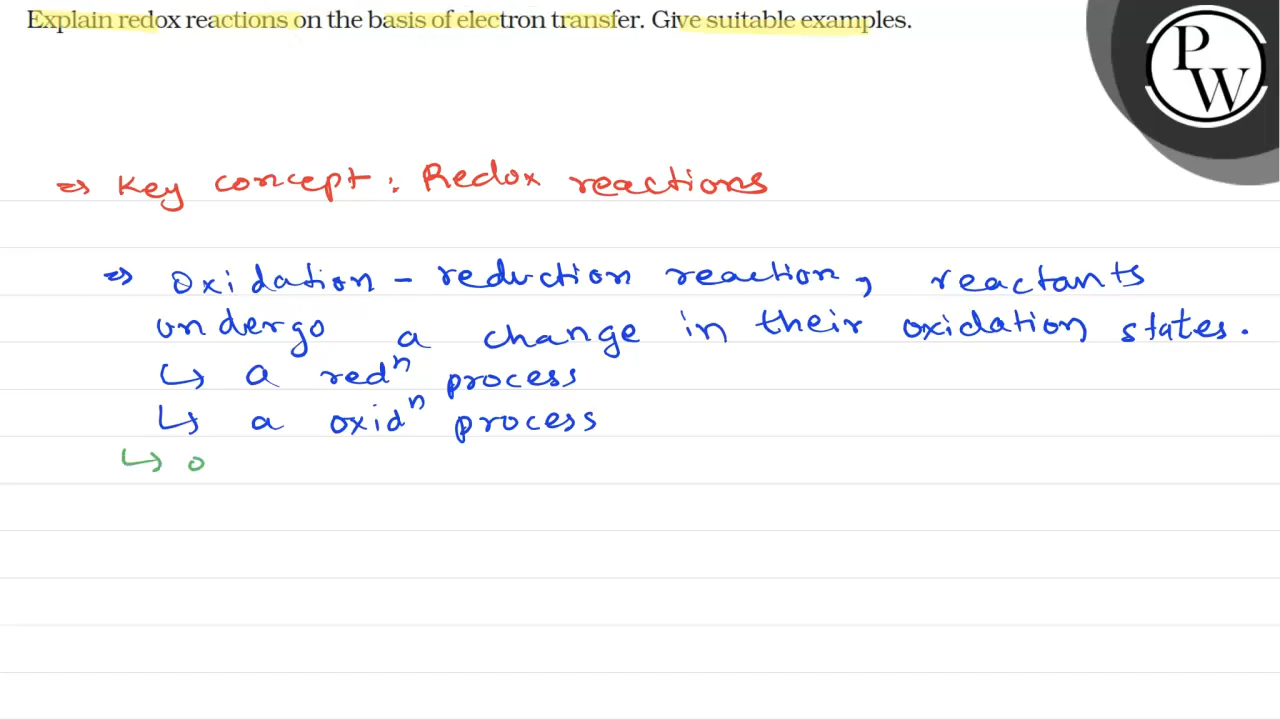 Explain redox reactions on the basis of electron transfer. Give suitable examples.
P
W
⇒ Key concept : Redox reactions
⇒ Oxidation - reduction reaction, reactants
undergo a change in their oxidation states.
↳ a redⁿ process
↳ a oxidⁿ process
↳ o